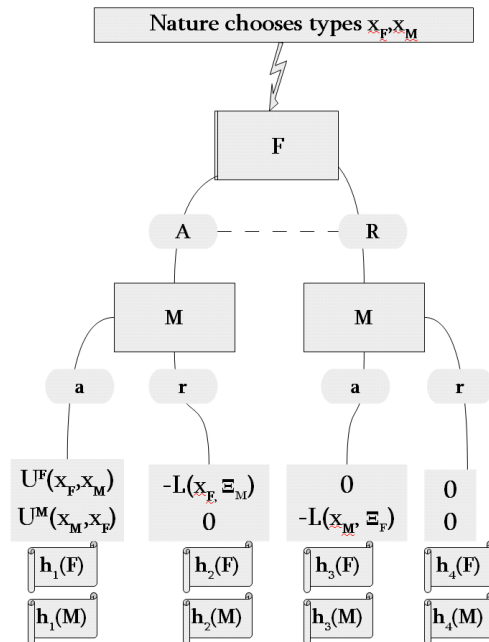 Nature chooses types x_F,x_M
F
A R
M M
a r a r
U^F(x_F,x_M) -L(x_F, Ξ_M) 0 0
U^M(x_M,x_F) 0 -L(x_M, Ξ_F) 0
h_1(F) h_2(F) h_3(F) h_4(F)
h_1(M) h_2(M) h_3(M) h_4(M)